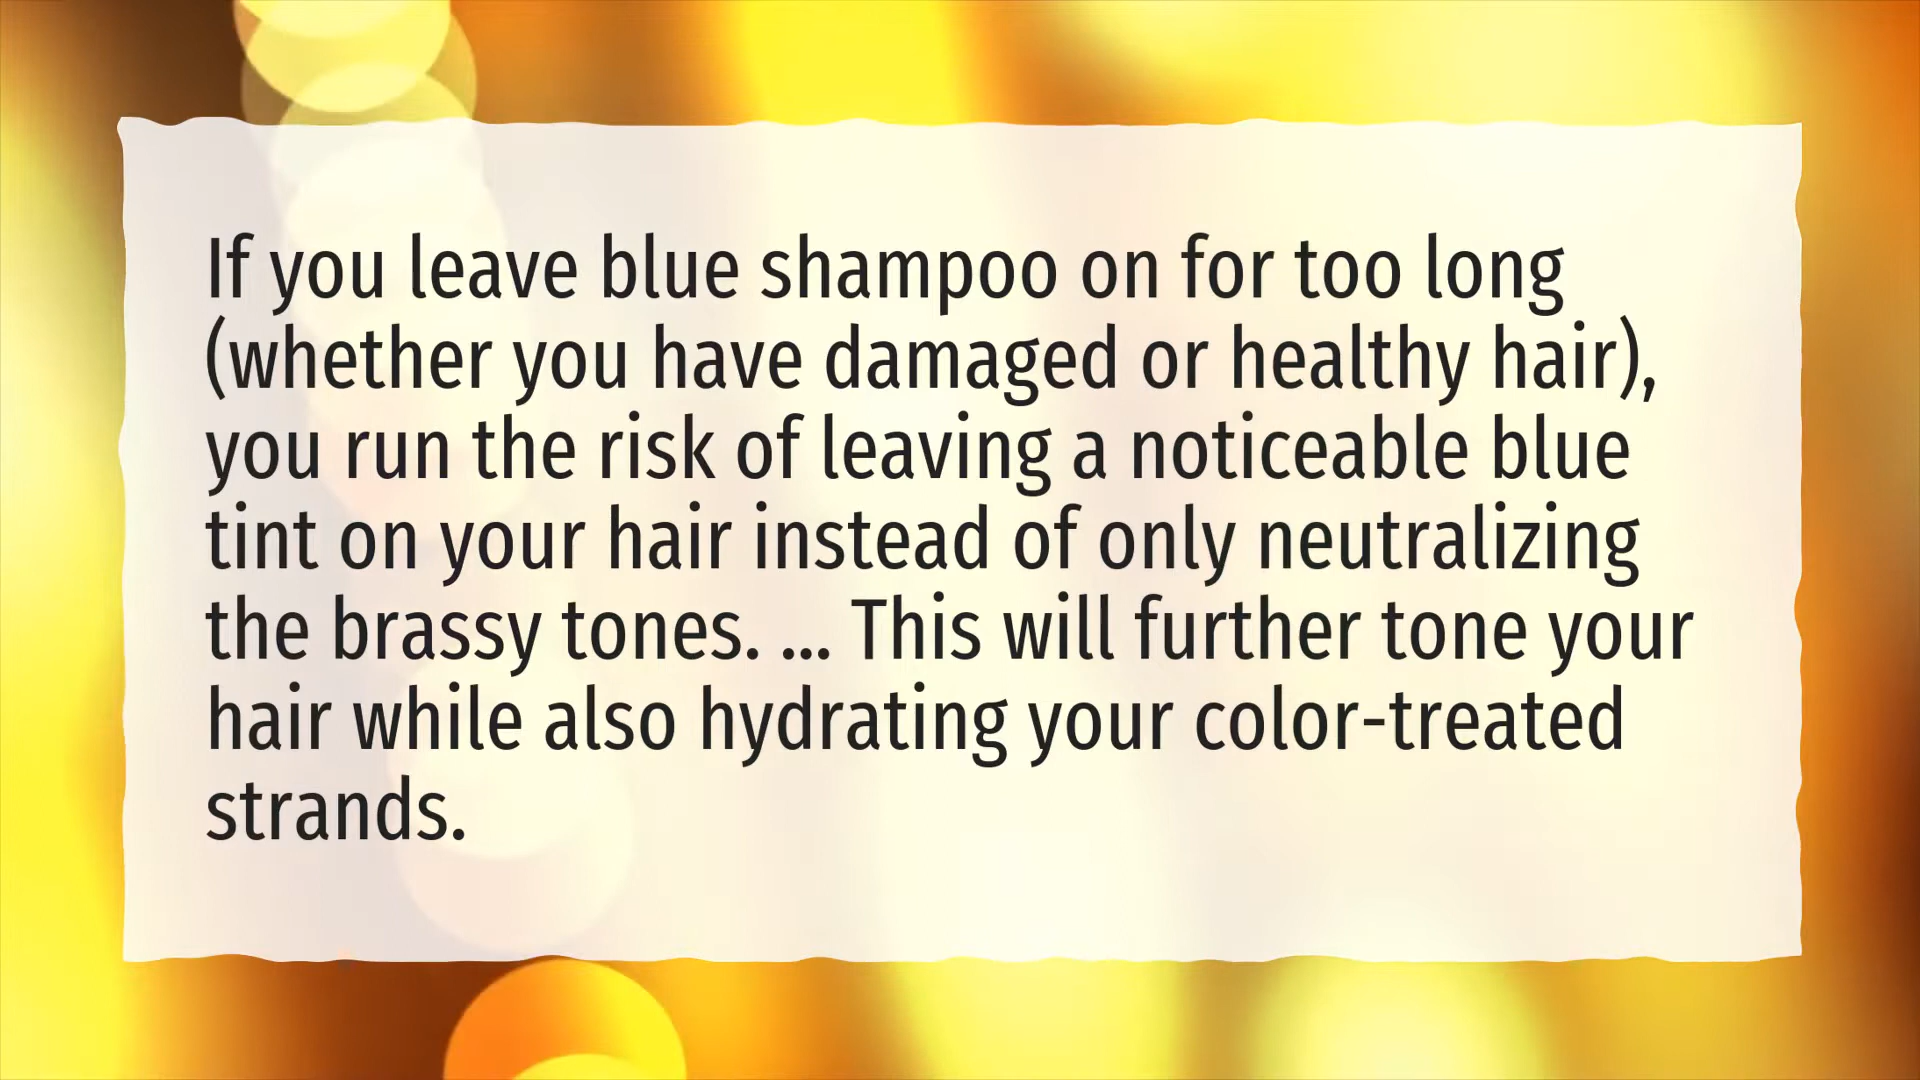 If you leave blue shampoo on for too long
(whether you have damaged or healthy hair),
you run the risk of leaving a noticeable blue
tint on your hair instead of only neutralizing
the brassy tones. ... This will further tone your
hair while also hydrating your color-treated
strands.